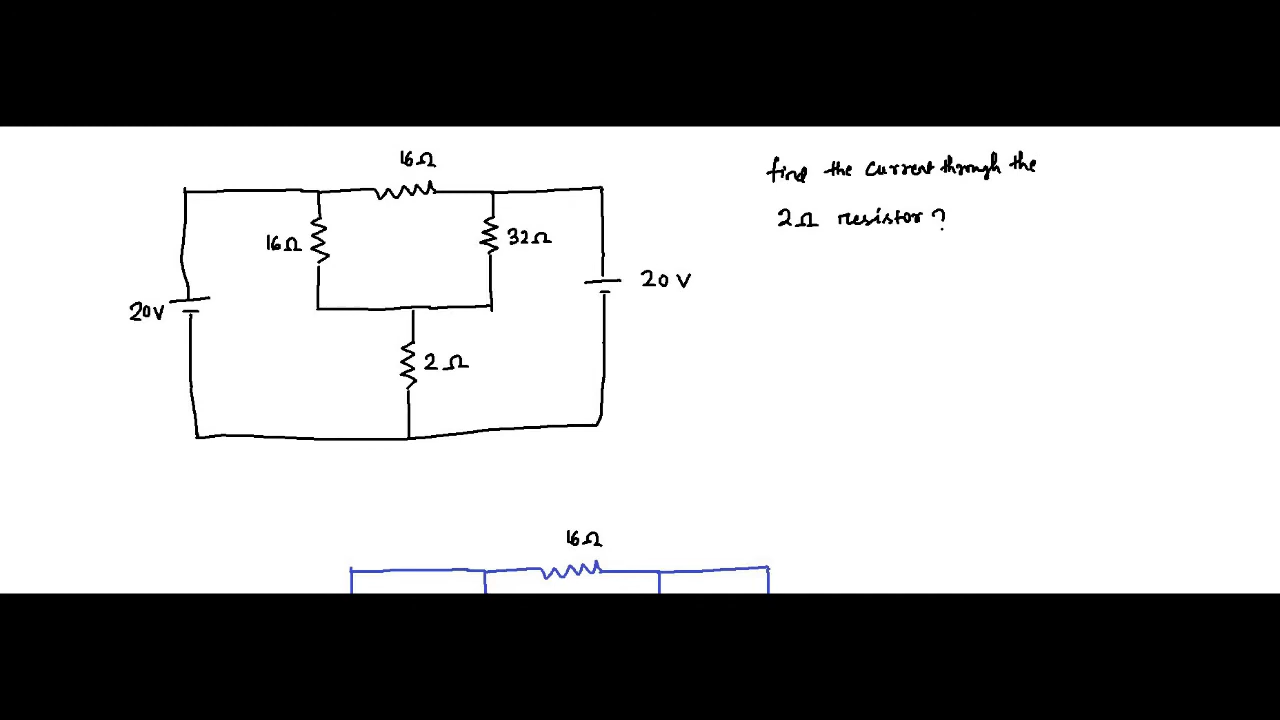 16Ω
find the current through the
2Ω resistor?
16Ω
32Ω
20V
20V
2Ω
16Ω